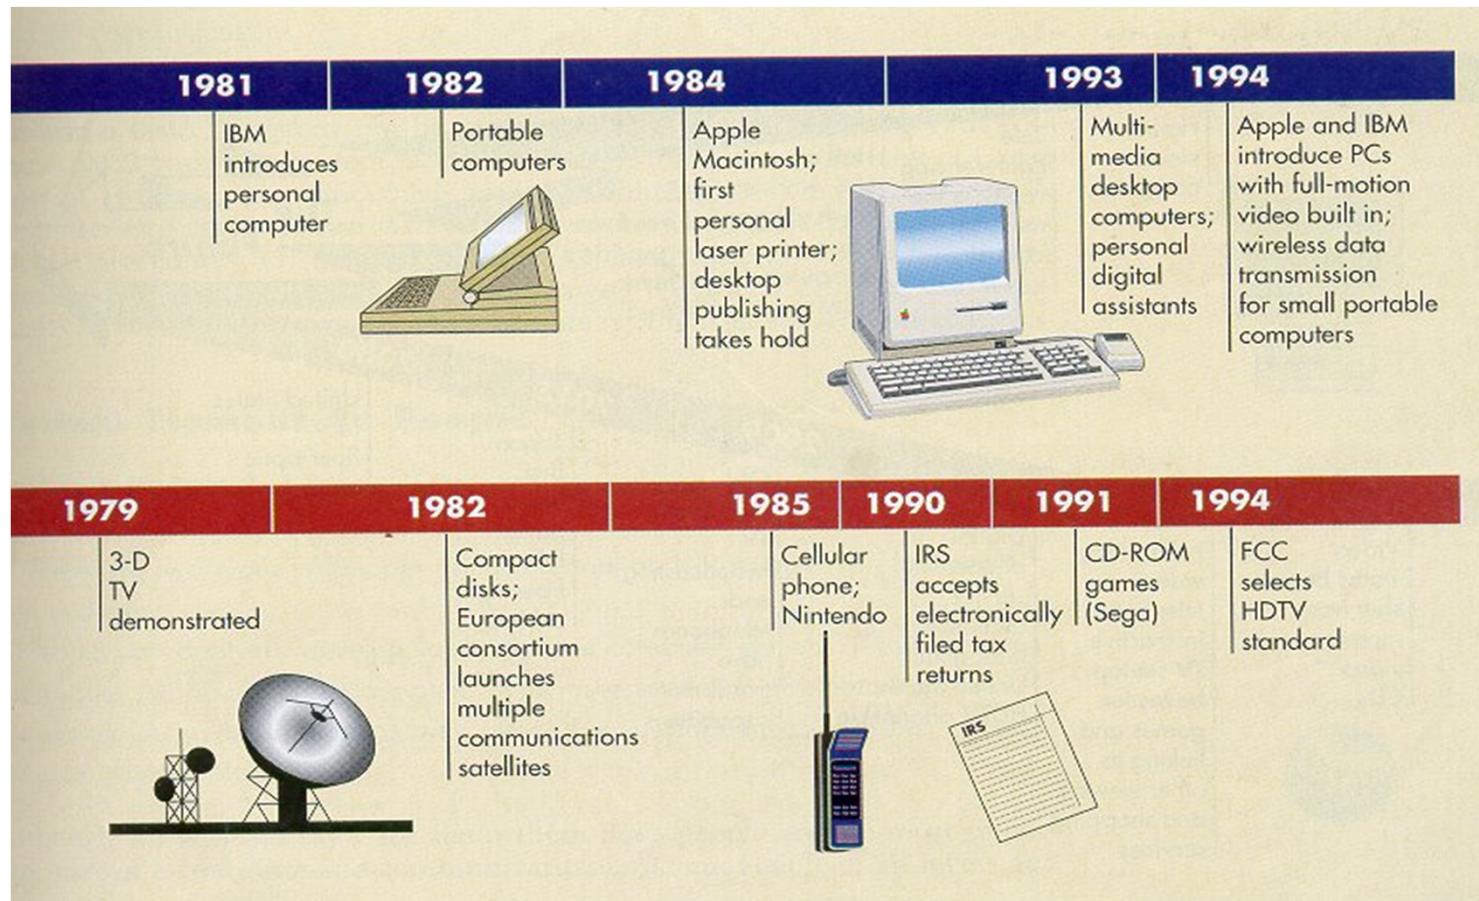 1981
1982
1984
1993
1994
IBM
introduces
personal
computer
Portable
computers
Apple
Macintosh;
first
personal
laser printer;
desktop
publishing
takes hold
Multi-
media
desktop
computers;
personal
digital
assistants
Apple and IBM
introduce PCs
with full-motion
video built in;
wireless data
transmission
for small portable
computers
1979
1982
1985
1990
1991
1994
3-D
TV
demonstrated
Compact
disks;
European
consortium
launches
multiple
communications
satellites
Cellular
phone;
Nintendo
IRS
accepts
electronically
filed tax
returns
IRS
CD-ROM
games
(Sega)
FCC
selects
HDTV
standard